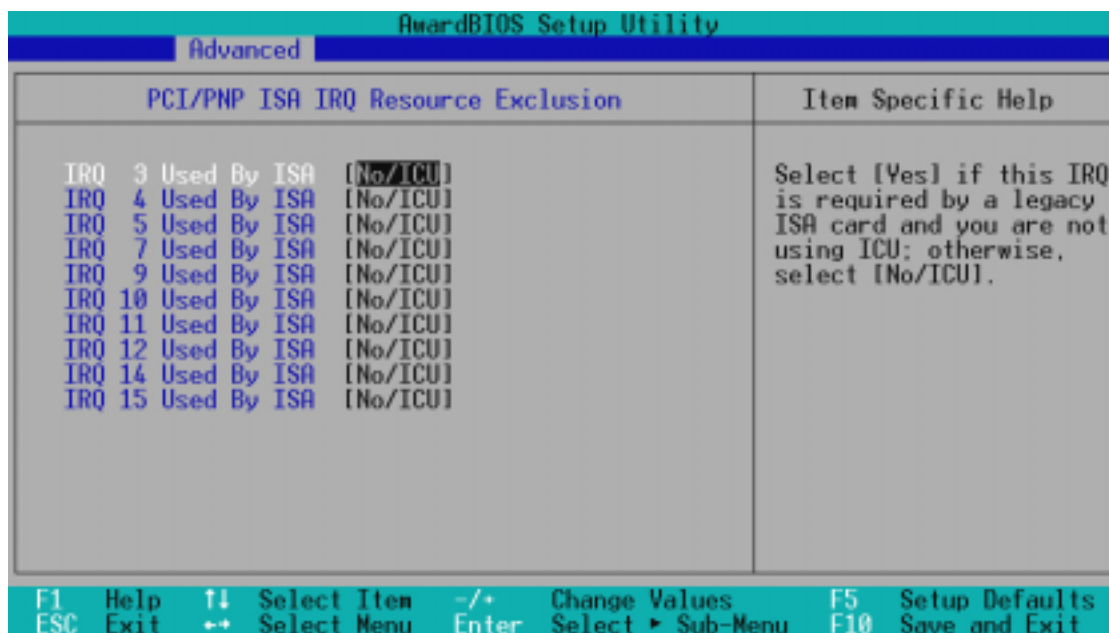 AwardBIOS Setup Utility
Advanced
PCI/PNP ISA IRQ Resource Exclusion
IRQ 3 Used By ISA [No/ICU]
IRQ 4 Used By ISA [No/ICU]
IRQ 5 Used By ISA [No/ICU]
IRQ 7 Used By ISA [No/ICU]
IRQ 9 Used By ISA [No/ICU]
IRQ 10 Used By ISA [No/ICU]
IRQ 11 Used By ISA [No/ICU]
IRQ 12 Used By ISA [No/ICU]
IRQ 14 Used By ISA [No/ICU]
IRQ 15 Used By ISA [No/ICU]
Item Specific Help
Select [Yes] if this IRQ
is required by a legacy
ISA card and you are not
using ICU; otherwise,
select [No/ICU].
F1 Help ↑↓ Select Item -/+ Change Values F5 Setup Defaults
ESC Exit ←→ Select Menu Enter Select ► Sub-Menu F10 Save and Exit